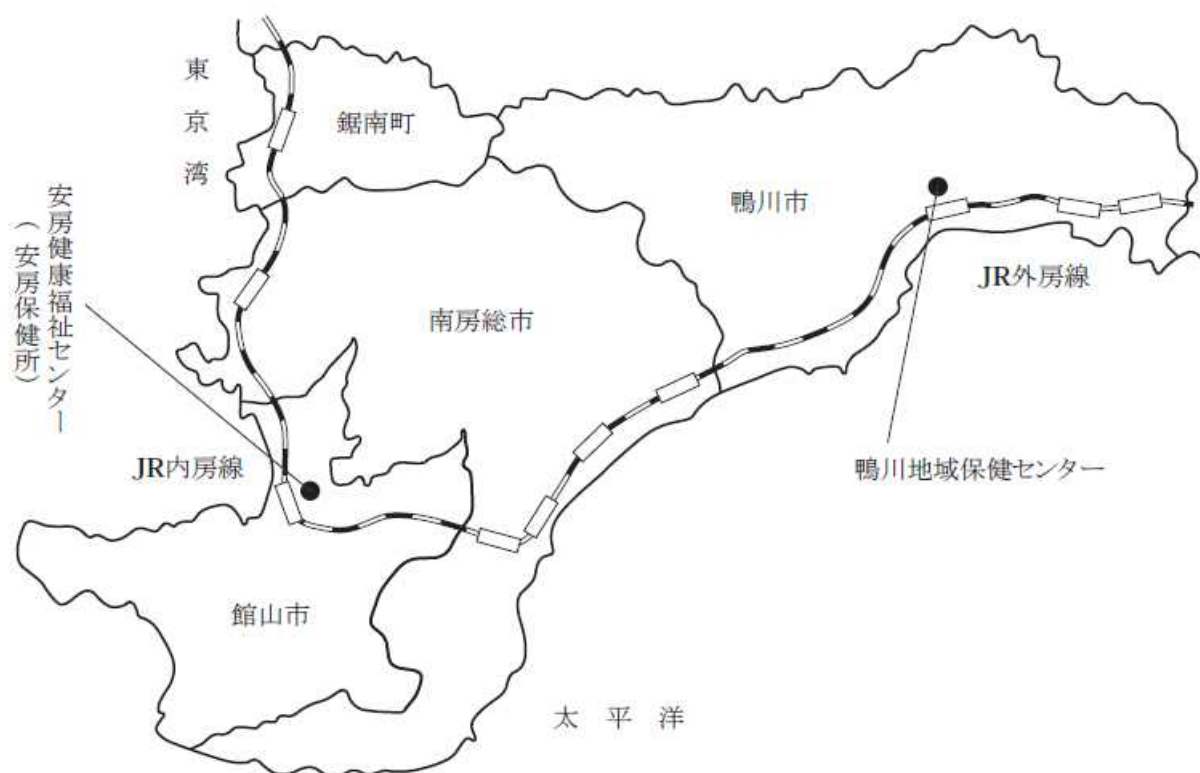 東京湾
鋸南町
鴨川市
安房健康福祉センター
（安房保健所）
南房総市
JR外房線
JR内房線
鴨川地域保健センター
館山市
太平洋